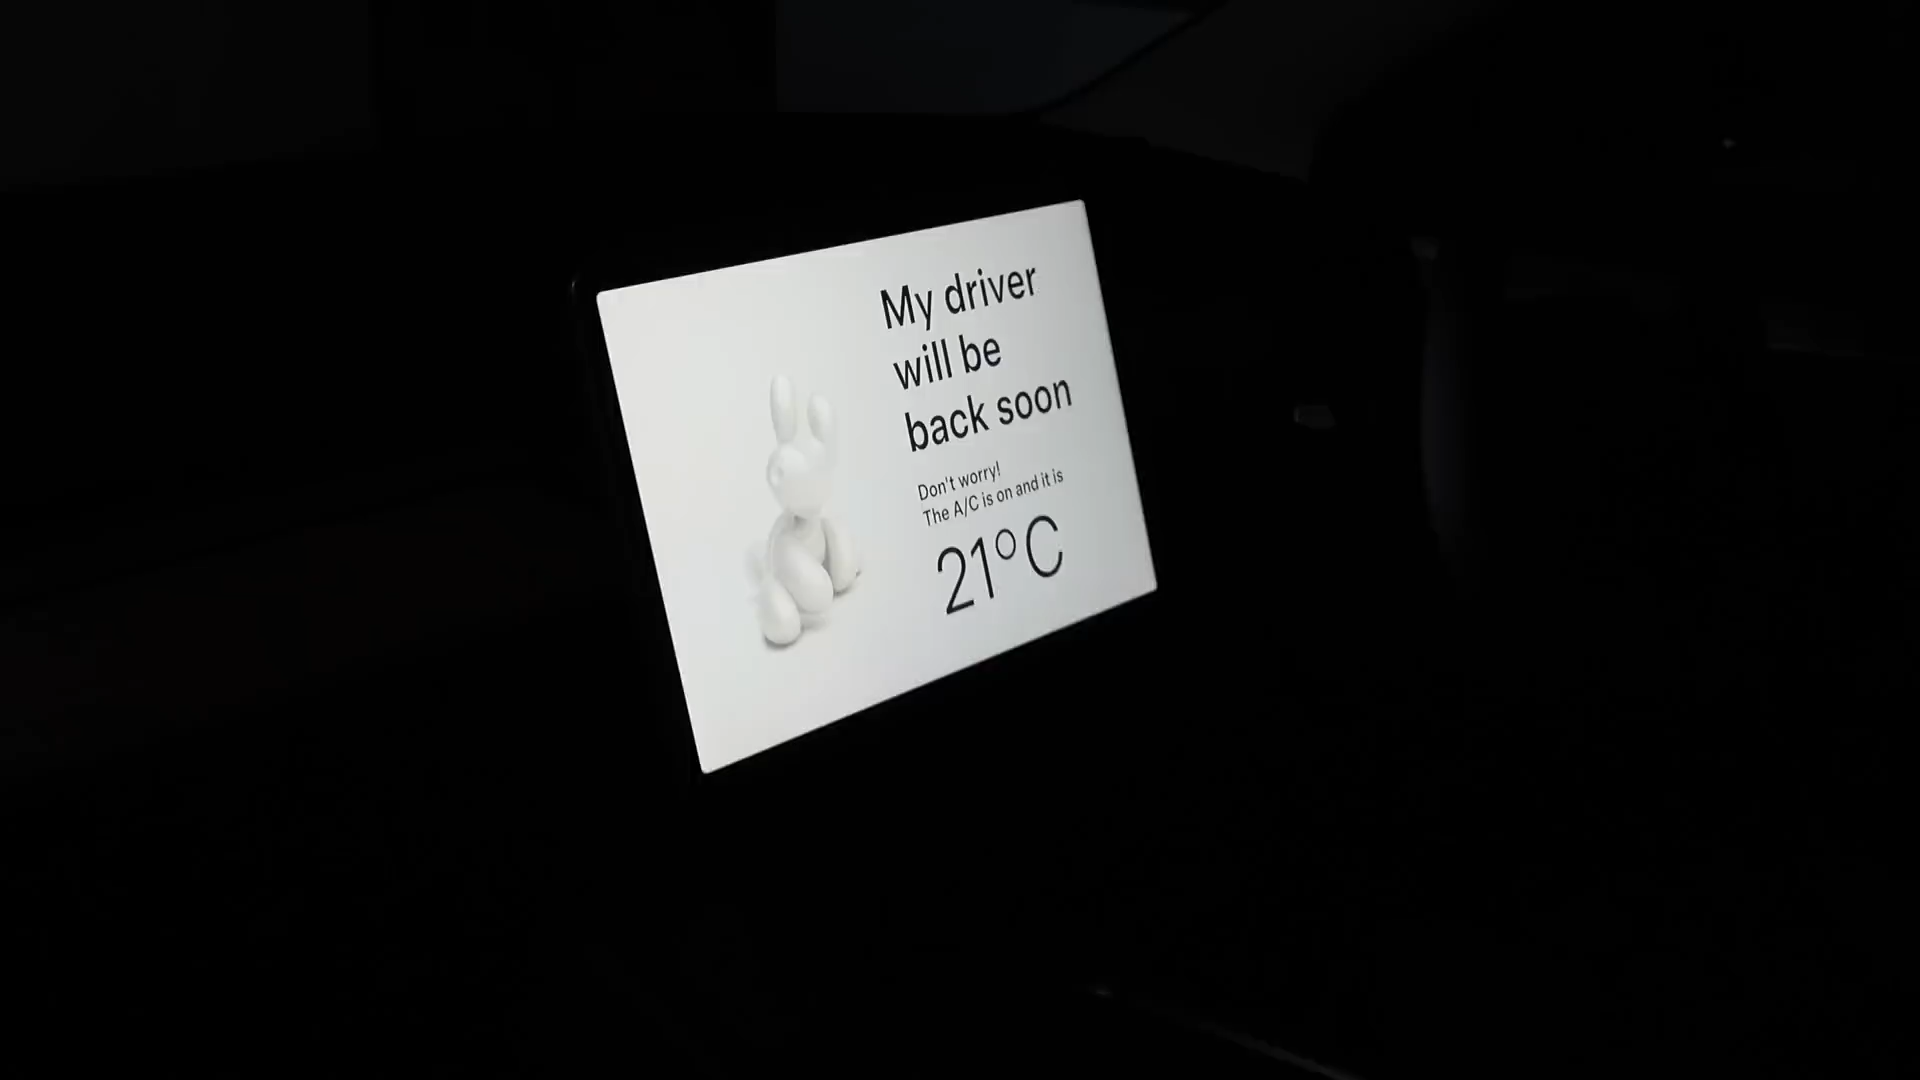 My driver
will be
back soon
Don't worry!
The A/C is on and it is
21°C